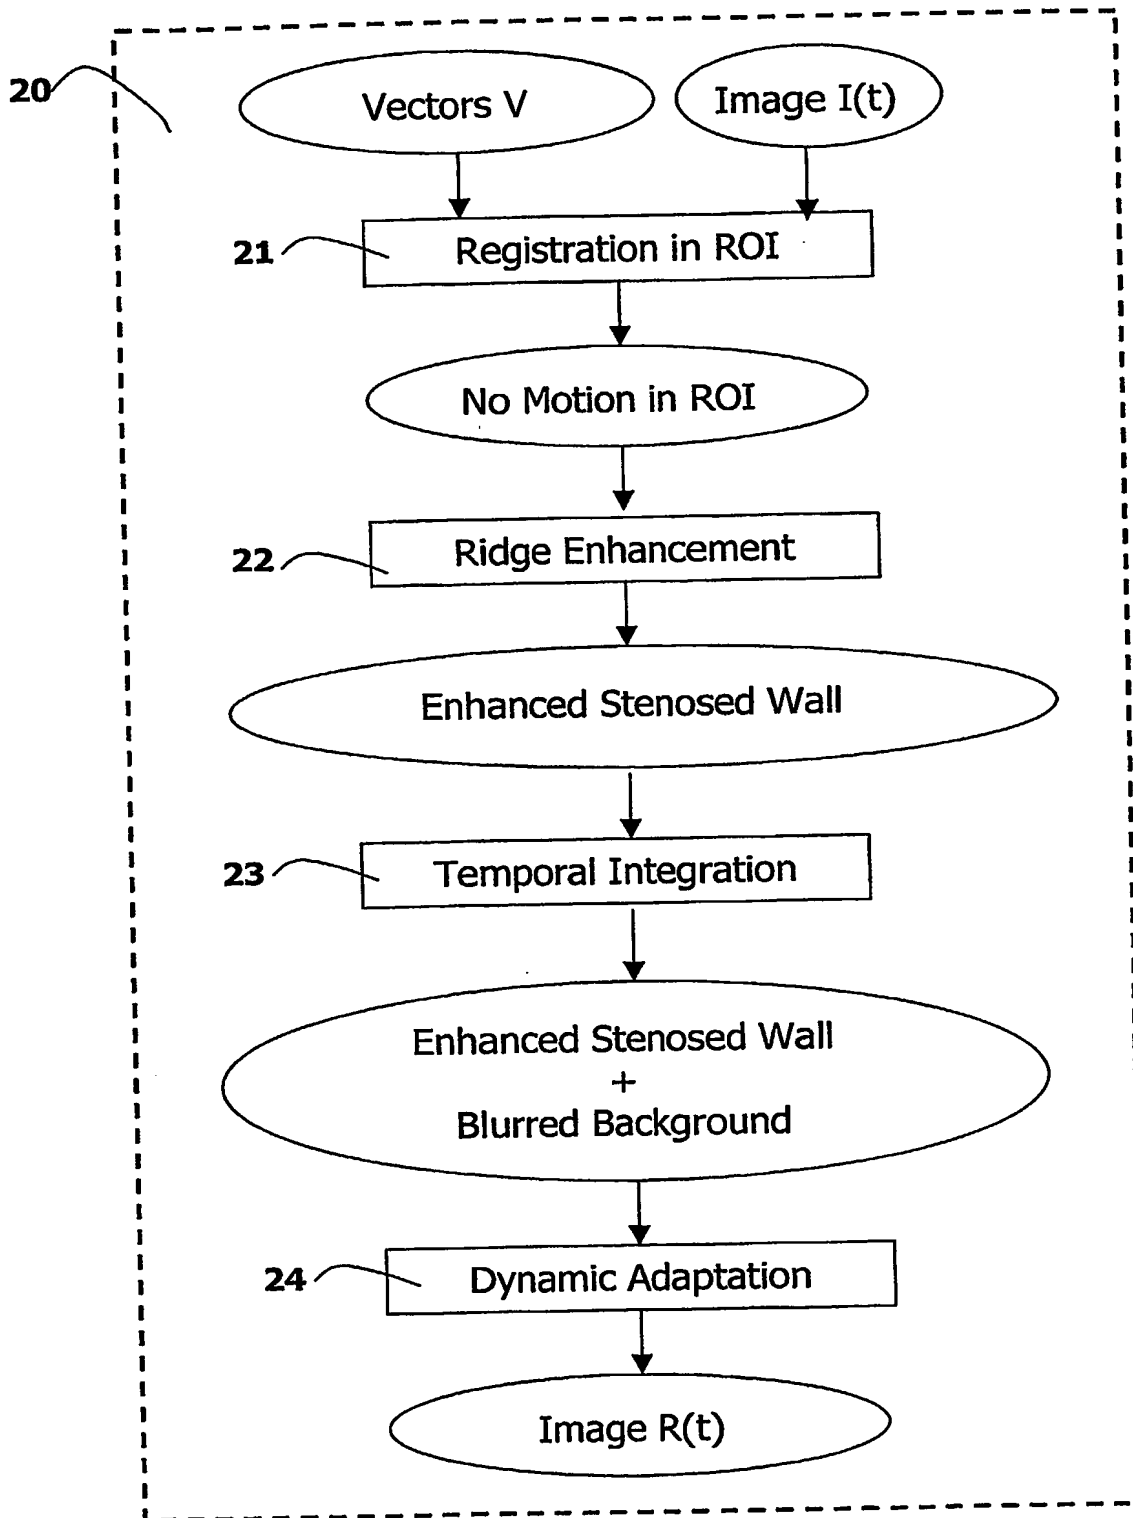 20
Vectors V
Image I(t)
21
Registration in ROI
No Motion in ROI
22
Ridge Enhancement
Enhanced Stenosed Wall
23
Temporal Integration
Enhanced Stenosed Wall
+
Blurred Background
24
Dynamic Adaptation
Image R(t)